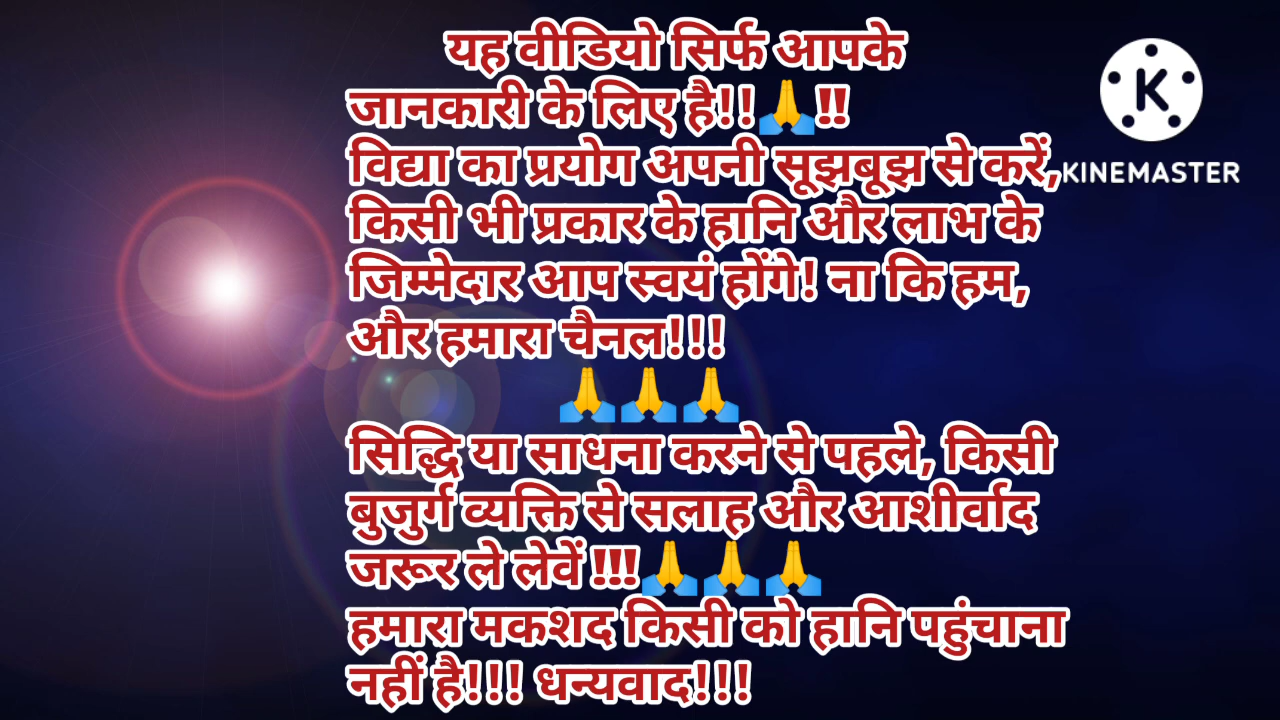 यह वीडियो सिर्फ आपके
जानकारी के लिए है!!🙏!!
विद्या का प्रयोग अपनी सूझबूझ से करें,
किसी भी प्रकार के हानि और लाभ के
जिम्मेदार आप स्वयं होंगे! ना कि हम,
और हमारा चैनल!!!
🙏🙏🙏
सिद्धि या साधना करने से पहले, किसी
बुजुर्ग व्यक्ति से सलाह और आशीर्वाद
जरूर ले लेवें !!!🙏🙏🙏
हमारा मकशद किसी को हानि पहुंचाना
नहीं है!!! धन्यवाद!!!
K
KINEMASTER